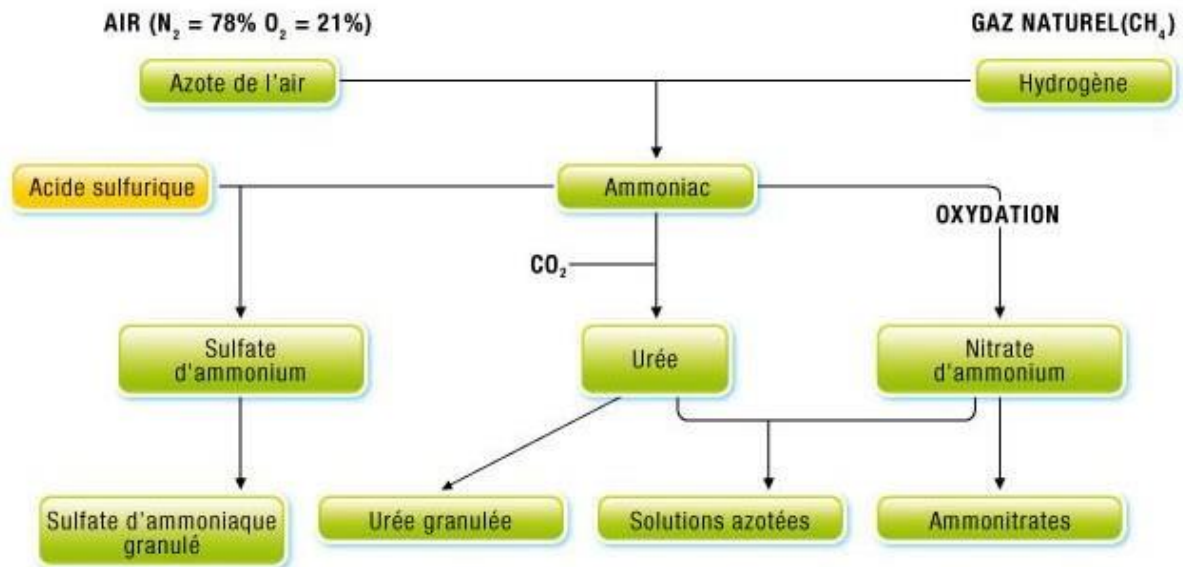 AIR (N₂ = 78% O₂ = 21%)
GAZ NATUREL(CH₄)
Azote de l'air
Hydrogène
Acide sulfurique
Ammoniac
OXYDATION
CO₂
Sulfate
d'ammonium
Urée
Nitrate
d'ammonium
Sulfate d'ammoniaque
granulé
Urée granulée
Solutions azotées
Ammonitrates